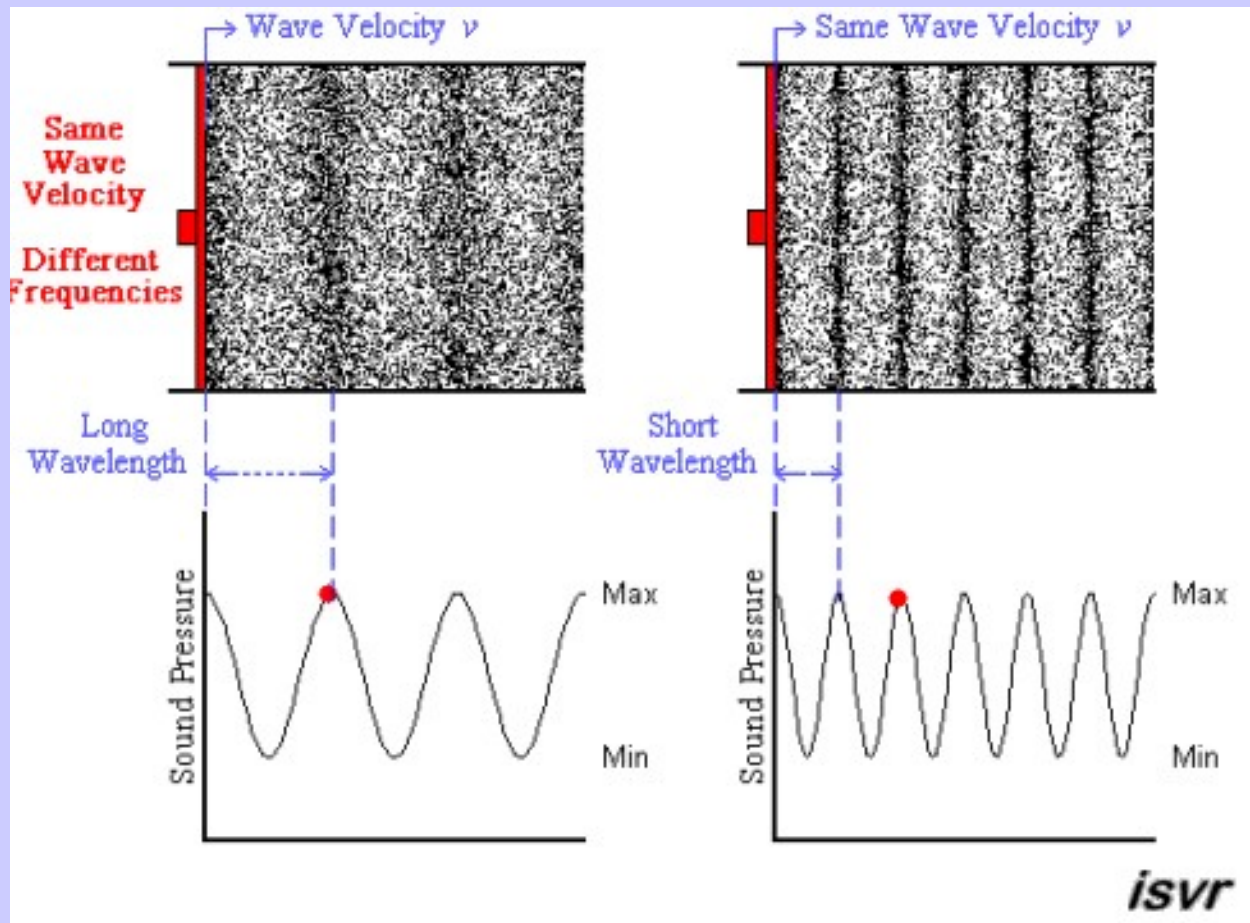 Wave Velocity ν
Same Wave Velocity ν
Same
Wave
Velocity
Different
Frequencies
Long
Wavelength
Short
Wavelength
Sound Pressure
Max
Min
Sound Pressure
Max
Min
isvr